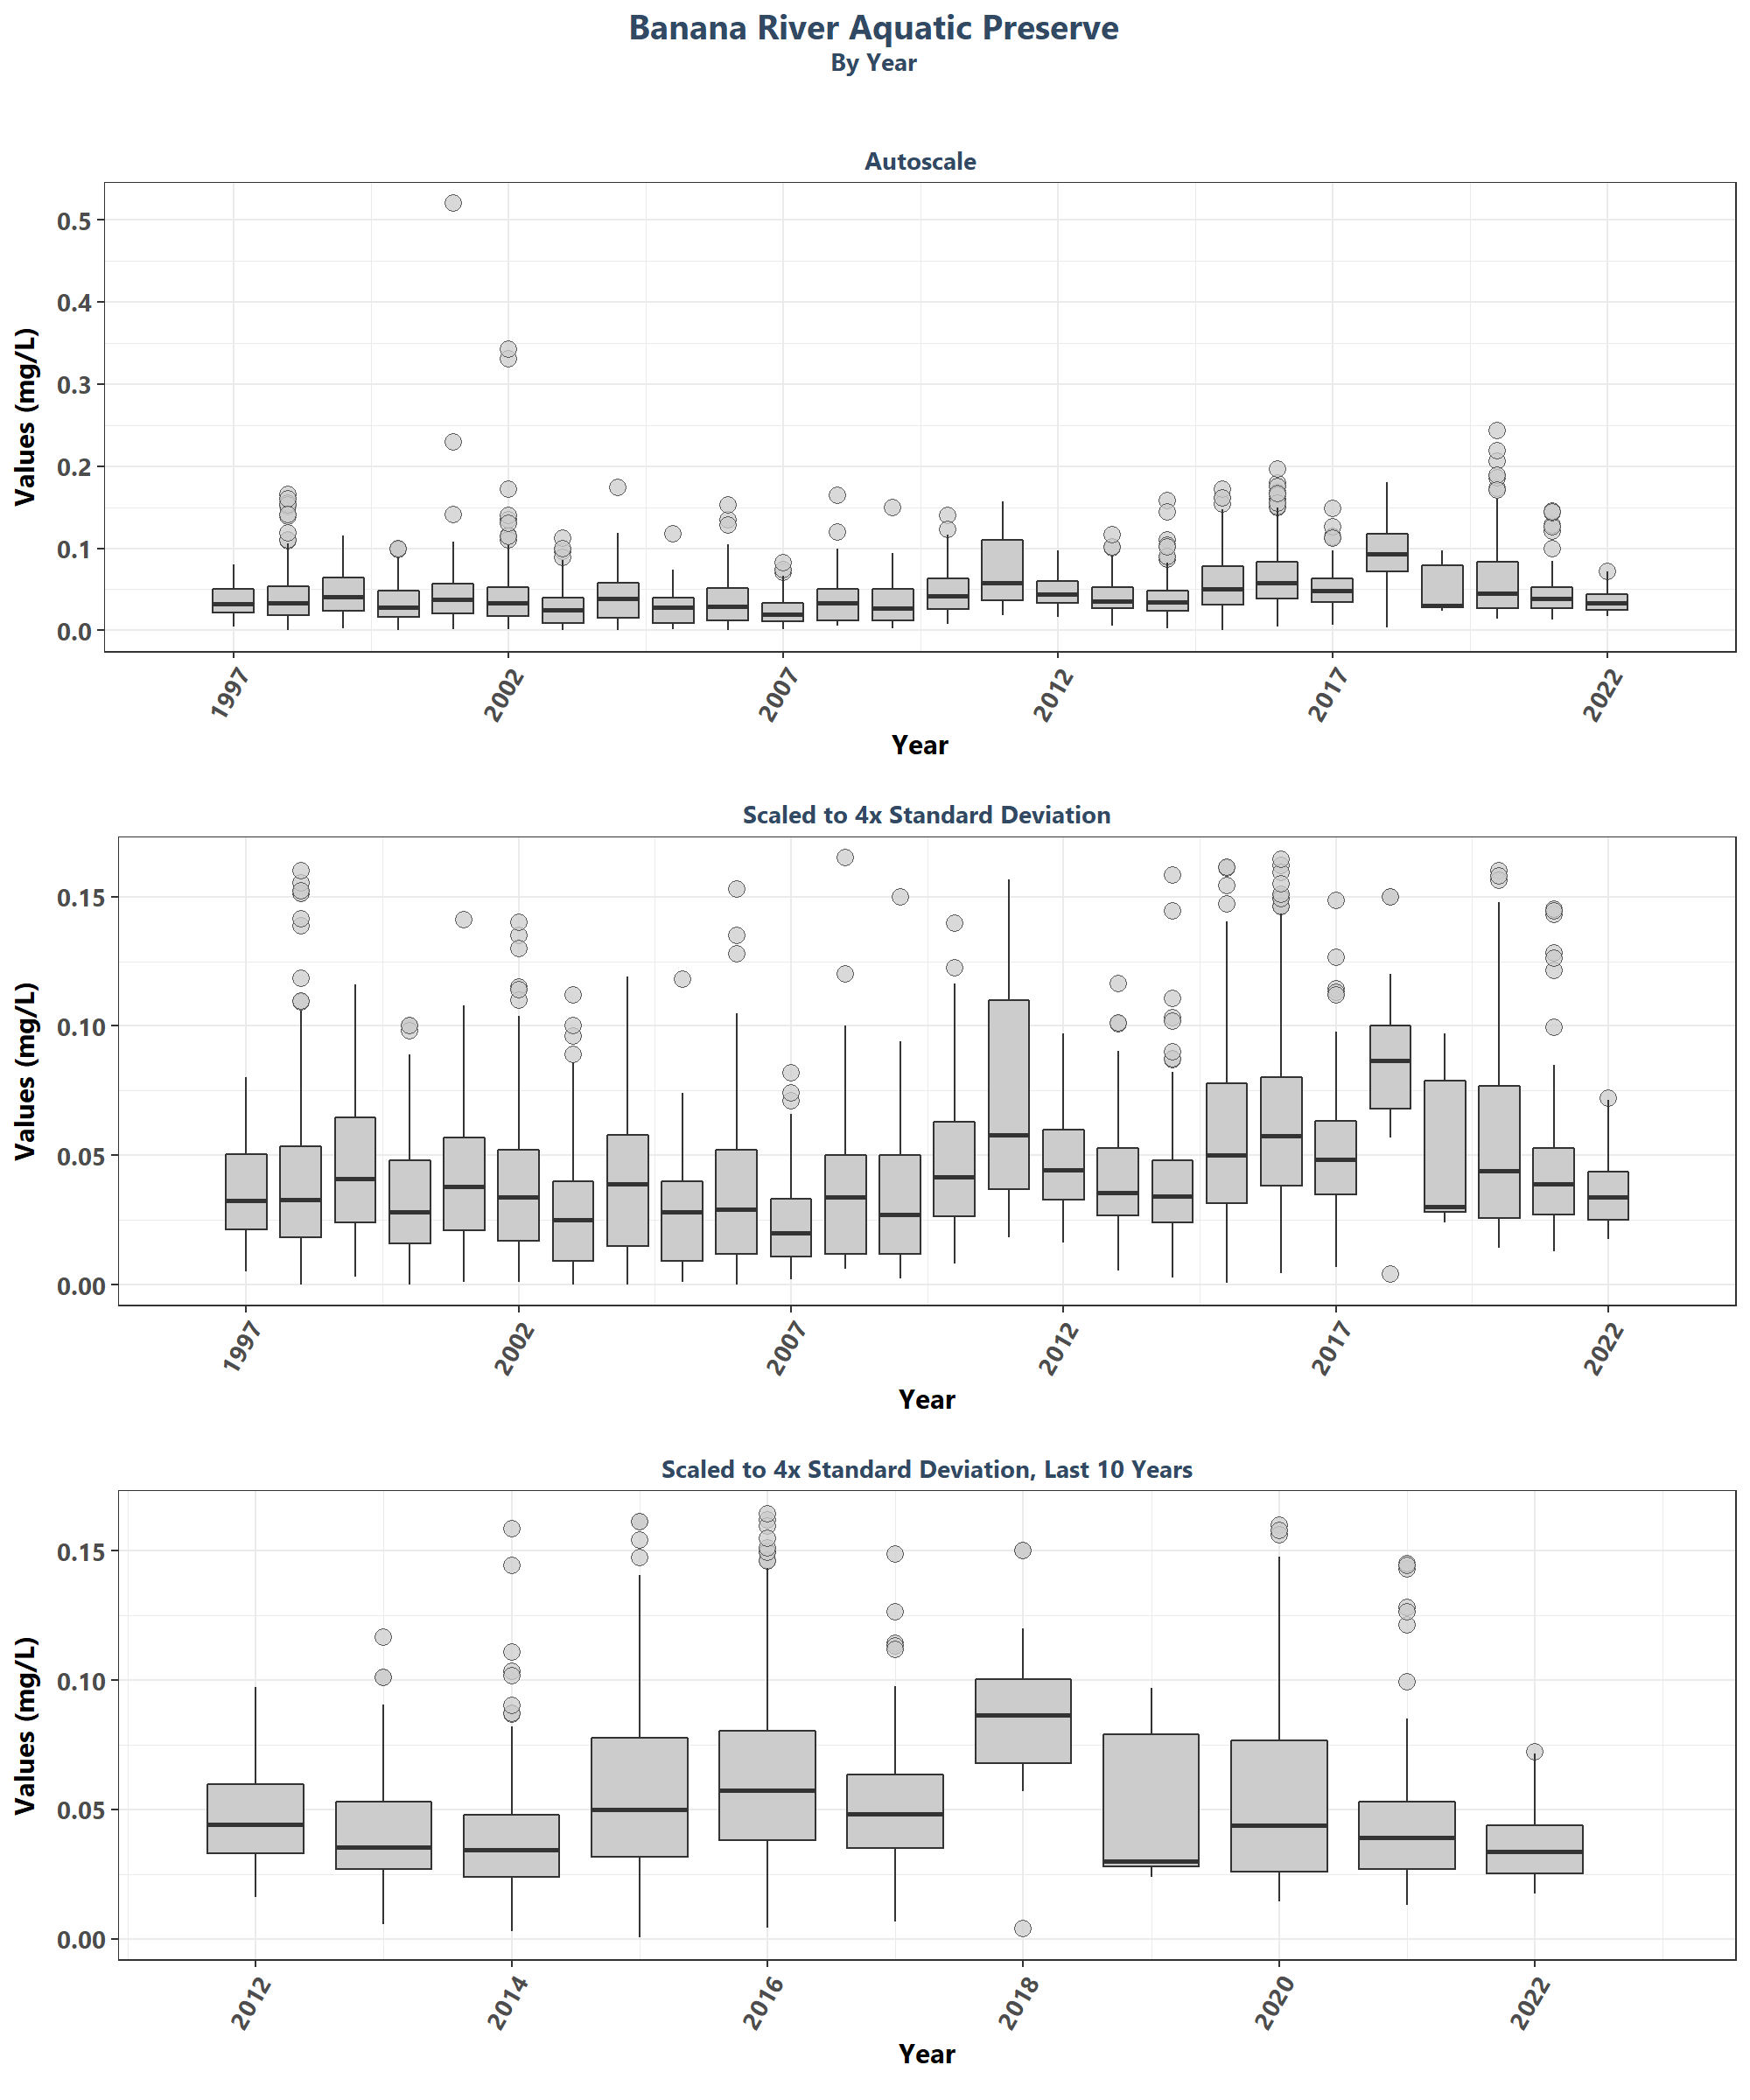 Banana River Aquatic Preserve
By Year
Autoscale
Values (mg/L)
0.5
0.4
0.3
0.2
0.1
0.0
1997
2002
2007
2012
2017
2022
Year
Scaled to 4x Standard Deviation
Values (mg/L)
0.15
0.10
0.05
0.00
1997
2002
2007
2012
2017
2022
Year
Scaled to 4x Standard Deviation, Last 10 Years
Values (mg/L)
0.15
0.10
0.05
0.00
2012
2014
2016
2018
2020
2022
Year